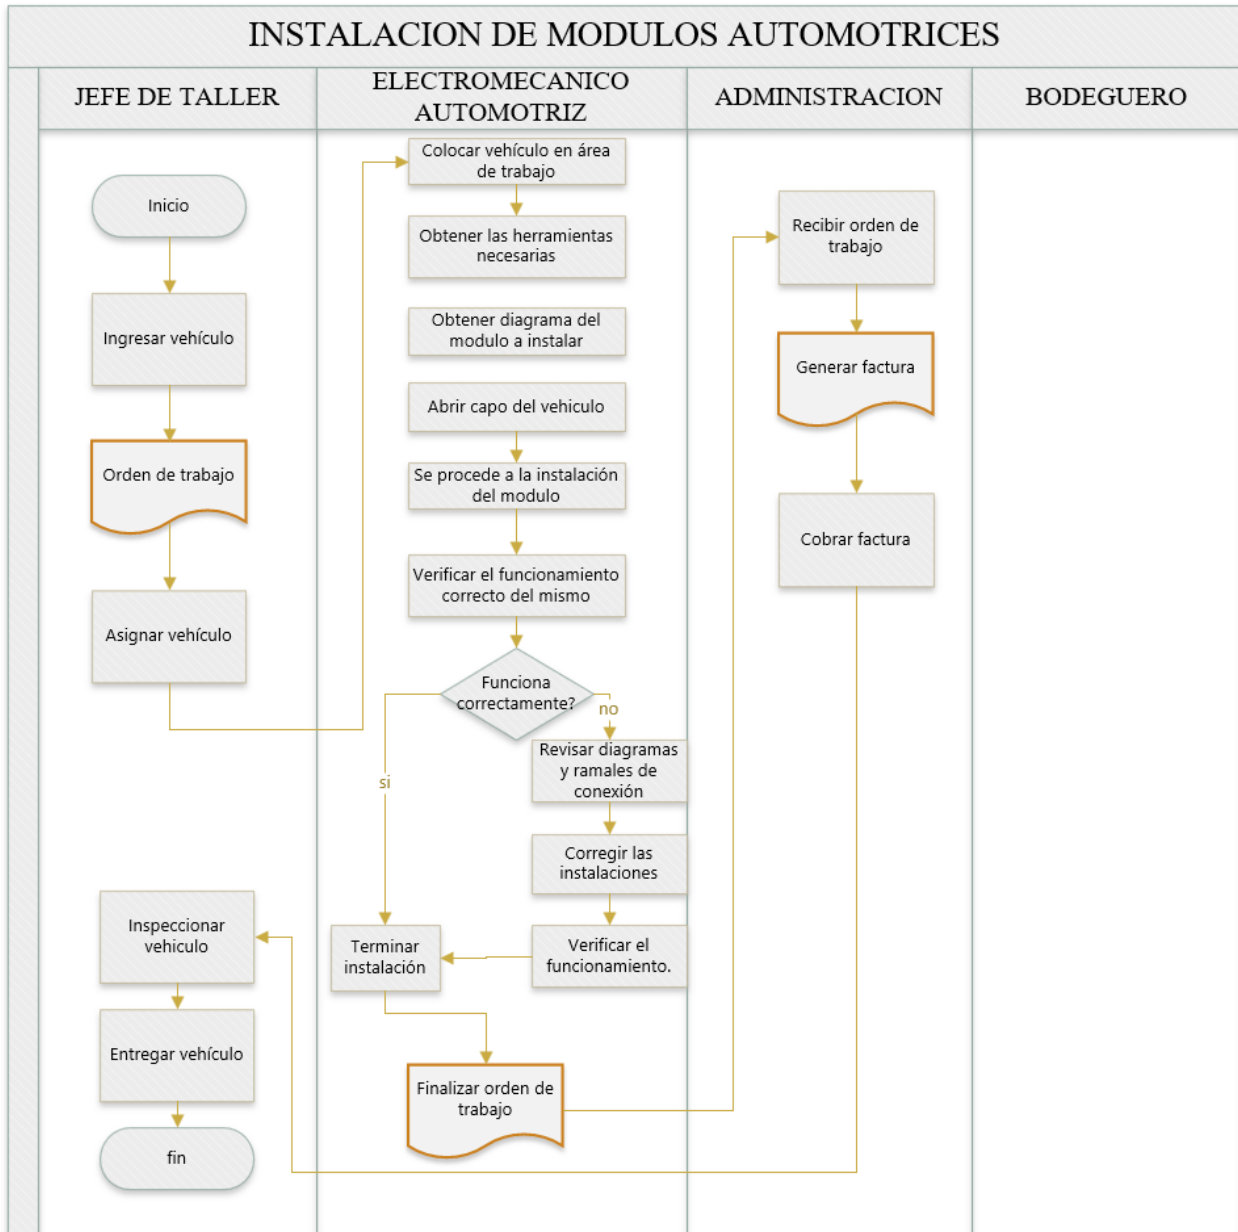 INSTALACION DE MODULOS AUTOMOTRICES
JEFE DE TALLER
ELECTROMECANICO
AUTOMOTRIZ
ADMINISTRACION
BODEGUERO
Inicio
Ingresar vehículo
Orden de trabajo
Asignar vehículo
Colocar vehículo en área
de trabajo
Obtener las herramientas
necesarias
Obtener diagrama del
modulo a instalar
Abrir capo del vehiculo
Se procede a la instalación
del modulo
Verificar el funcionamiento
correcto del mismo
Funciona
correctamente?
no
si
Revisar diagramas
y ramales de
conexión
Corregir las
instalaciones
Verificar el
funcionamiento.
Terminar
instalación
Finalizar orden de
trabajo
Recibir orden de
trabajo
Generar factura
Cobrar factura
Inspeccionar
vehiculo
Entregar vehículo
fin